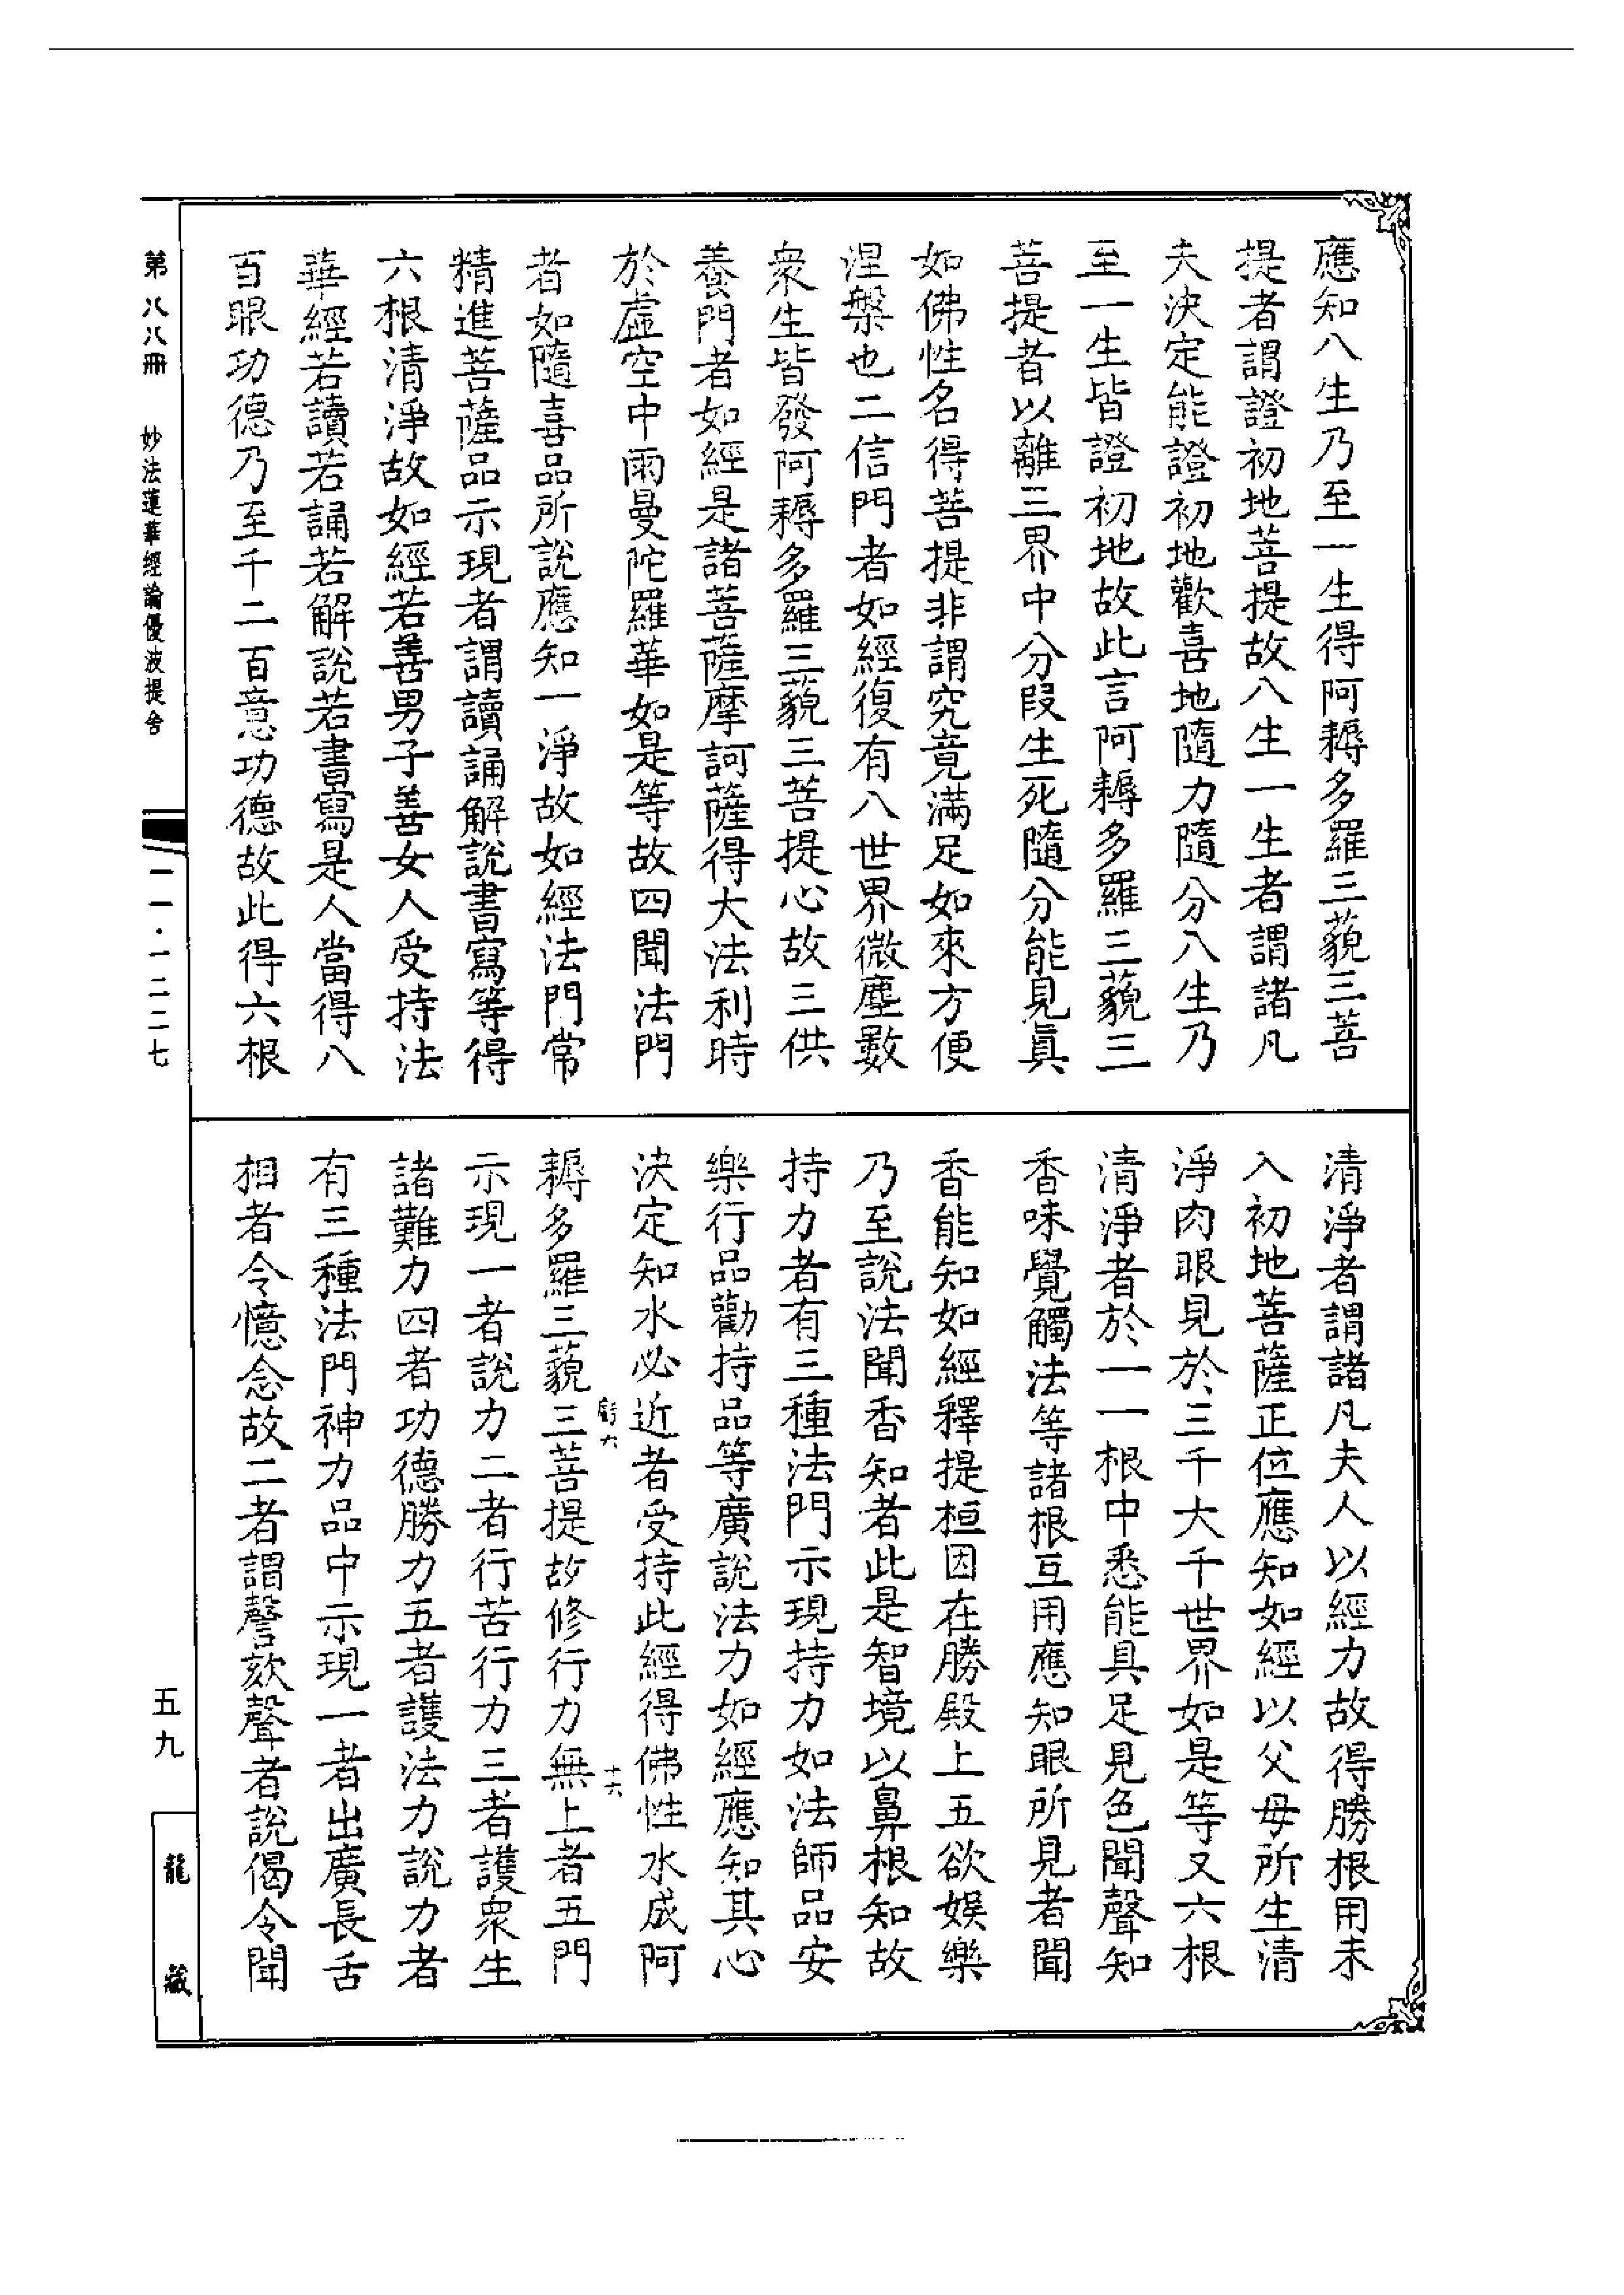 應知八生乃至一生得阿耨多羅三藐三菩
提者謂證初地菩提故八生一生者謂諸凡
夫決定能證初地歡喜地隨力隨分八生乃
至一生皆證初地故此言阿耨多羅三藐三
菩提者以離三界中分段生死隨分能見眞
如佛性名得菩提非謂究竟滿足如來方便
涅槃也二信門者如經復有八世界微塵數
衆生皆發阿耨多羅三藐三菩提心故三供
養門者如經是諸菩薩摩訶薩得大法利時
於虛空中雨曼陀羅華如是等故四聞法門
者如隨喜品所說應知一淨故如經法門常
精進菩薩品示現者謂讀誦解說書寫等得
六根清淨故如經若善男子善女人受持法
華經若讀若誦若解說若書寫是人當得八
百眼功德乃至千二百意功德故此得六根
清淨者謂諸凡夫人以經力故得勝根用未
入初地菩薩正位應知如經以父母所生清
淨肉眼見於三千大千世界如是等又六根
清淨者於一一根中悉能具足見色聞聲知
香味覺觸法等諸根互用應知眼所見者聞
香能知如經釋提桓因在勝殿上五欲娛樂
乃至說法聞香知者此是智境以鼻根知故
持力者有三種法門示現持力如法師品安
樂行品勸持品等廣說法力如經應知其心
決定知水必近者受持此經得佛性水成阿
耨多羅三藐三菩提故修行力無上者五門
示現一者說力二者行苦行力三者護衆生
諸難力四者功德勝力五者護法力說力者
有三種法門神力品中示現一者出廣長舌
相者令憶念故二者謂謦欬聲者說偈令聞
十六
第八八冊
妙法蓮華經論優波提舍
一一·一二二七
五九
龍藏